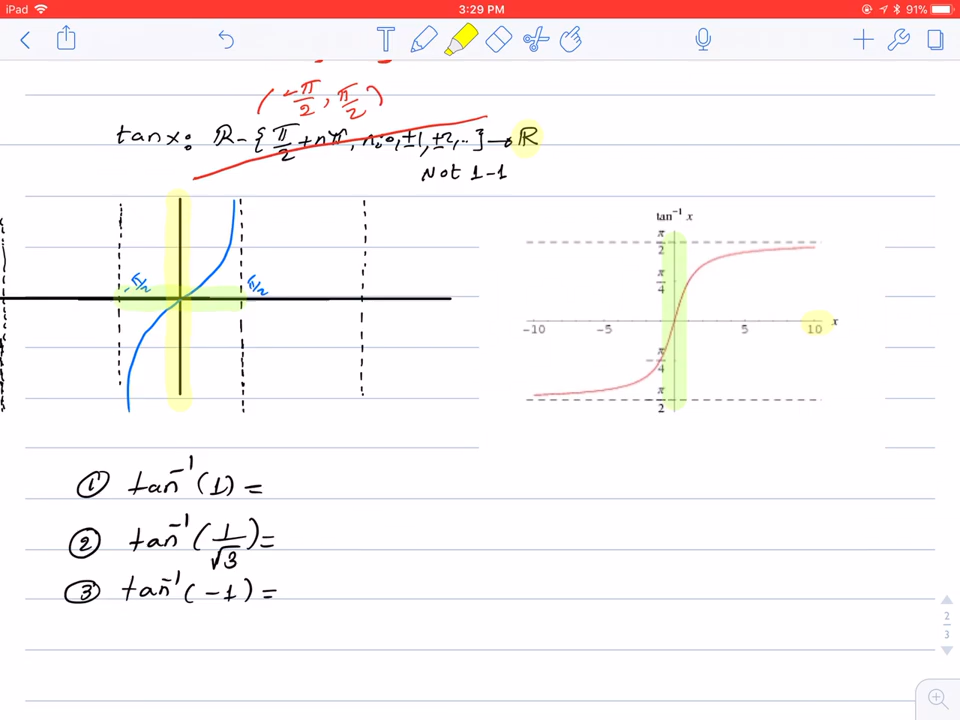 iPad 3:29 PM 91%
T
(-π/2, π/2)
tanx: ℝ-{π/2+nπ, n:0,±1,±2,...] → ℝ
Not 1-1
-π/2 π/2
tan⁻¹ x
π/2
π/4
-10 -5 5 10 x
-π/4
π/2
① tan⁻¹(1) =
② tan⁻¹(1/√3) =
③ tan⁻¹(-1) =
2/3